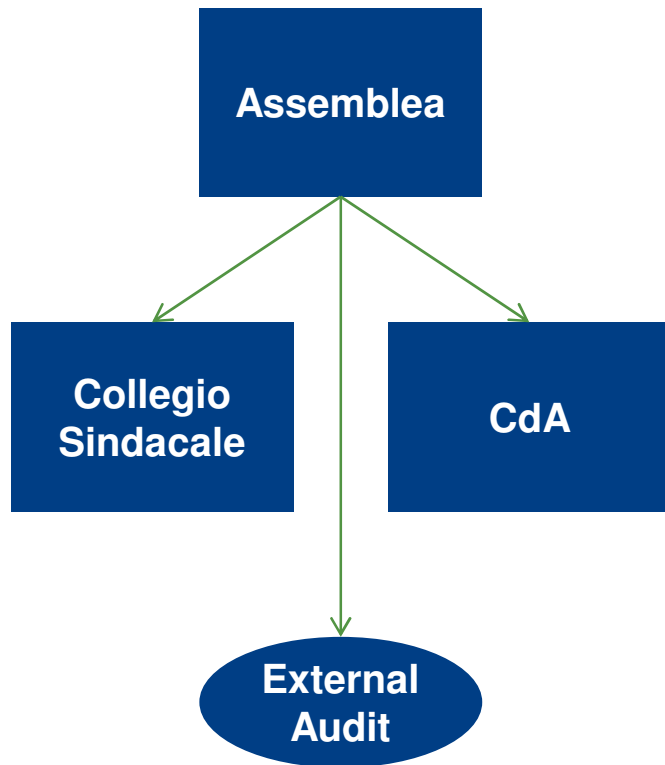 Assemblea
Collegio
Sindacale
CdA
External
Audit